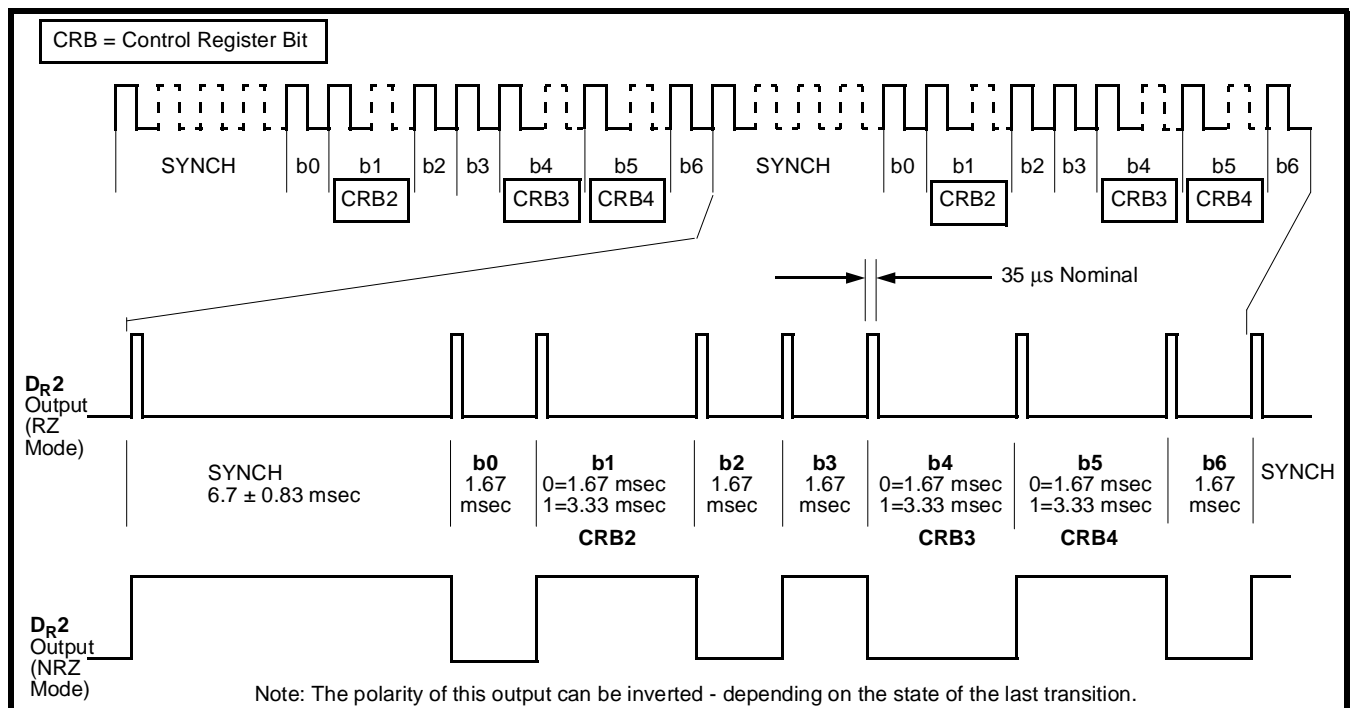 CRB = Control Register Bit
SYNCH b0 b1 b2 b3 b4 b5 b6 SYNCH b0 b1 b2 b3 b4 b5 b6
CRB2 CRB3 CRB4 CRB2 CRB3 CRB4
35 μs Nominal
DR2
Output
(RZ
Mode)
SYNCH
6.7 ± 0.83 msec
b0
1.67
msec
b1
0=1.67 msec
1=3.33 msec
CRB2
b2
1.67
msec
b3
1.67
msec
b4
0=1.67 msec
1=3.33 msec
CRB3
b5
0=1.67 msec
1=3.33 msec
CRB4
b6
1.67
msec
SYNCH
DR2
Output
(NRZ
Mode)
Note: The polarity of this output can be inverted - depending on the state of the last transition.